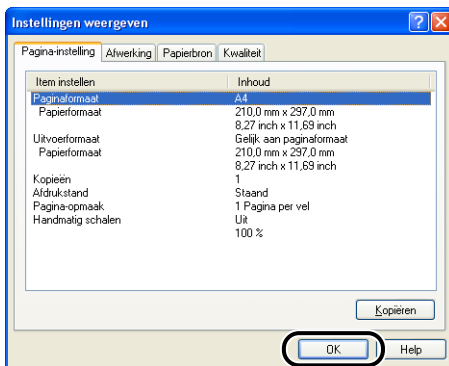 Instellingen weergeven
Pagina-instelling Afwerking Papierbron Kwaliteit
Item instellen Inhoud
Paginaformaat A4
Papierformaat 210,0 mm x 297,0 mm
8,27 inch x 11,69 inch
Uitvoerformaat Gelijk aan paginaformaat
Papierformaat 210,0 mm x 297,0 mm
8,27 inch x 11,69 inch
Kopieën 1
Afdrukstand Staand
Pagina-opmaak 1 Pagina per vel
Handmatig schalen Uit
100 %
Kopiëren
OK Help